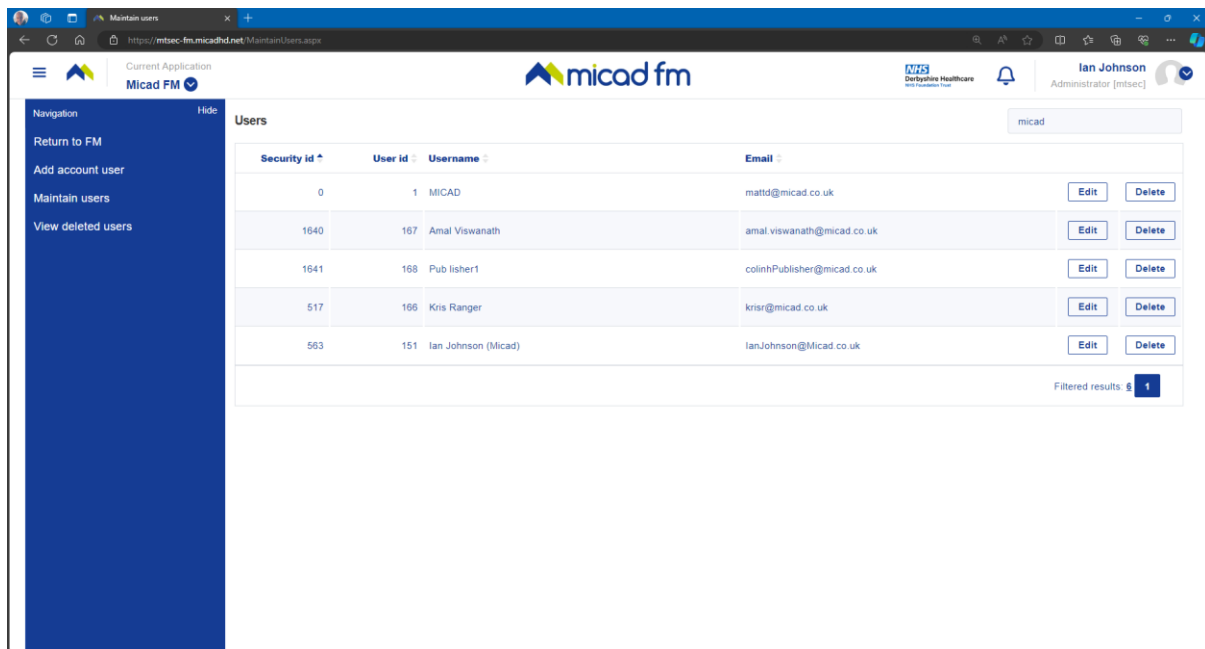 Maintain users
https://mtsec-fm.micadhd.net/MaintainUsers.aspx
Current Application
Micad FM
micad fm
NHS
Derbyshire Healthcare
NHS Foundation Trust
Ian Johnson
Administrator [mtsec]
Navigation Hide
Return to FM
Add account user
Maintain users
View deleted users
Users
micad
Security id User id Username Email
0 1 MICAD mattd@micad.co.uk Edit Delete
1640 167 Amal Viswanath amal.viswanath@micad.co.uk Edit Delete
1641 168 Pub lisher1 colinhPublisher@micad.co.uk Edit Delete
517 166 Kris Ranger krisr@micad.co.uk Edit Delete
563 151 Ian Johnson (Micad) IanJohnson@Micad.co.uk Edit Delete
Filtered results: 6 1